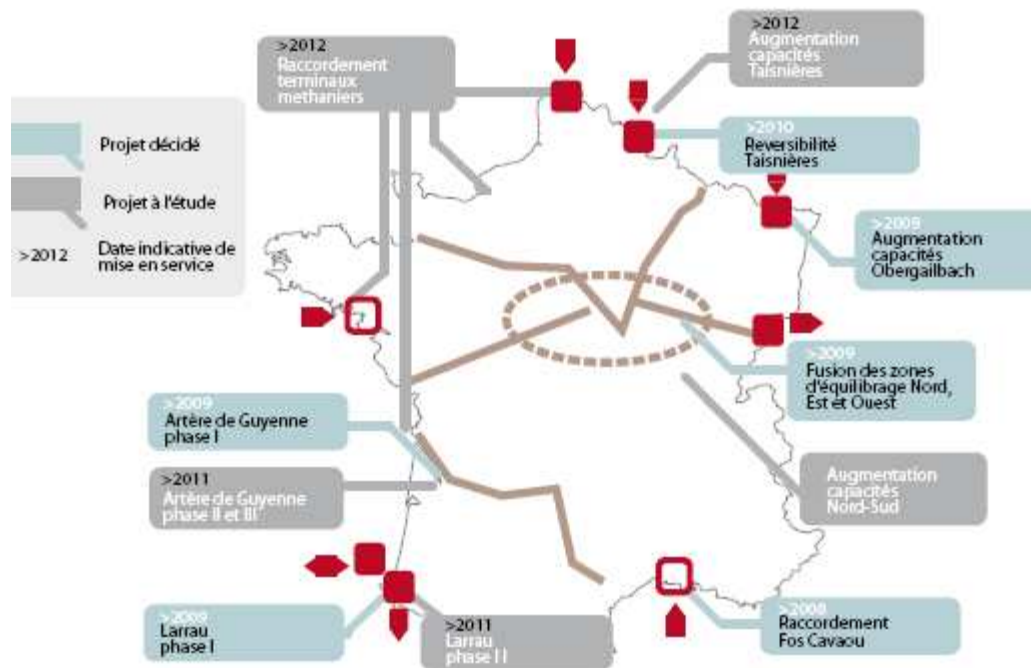 >2012
Raccordement
terminaux
methaniers
>2012
Augmentation
capacités
Taisnières
Projet décidé
Projet à l'étude
>2012
Date indicative de
mise en service
>2010
Reversibilité
Taisnières
>2009
Augmentation
capacités
Obergailbach
>2009
Fusion des zones
d'équilibrage Nord,
Est et Ouest
>2009
Artère de Guyenne
phase I
>2011
Artère de Guyenne
phase II et III
Augmentation
capacités
Nord-Sud
>2009
Larrau
phase I
>2011
Larrau
phase II
>2008
Raccordement
Fos Cavaou